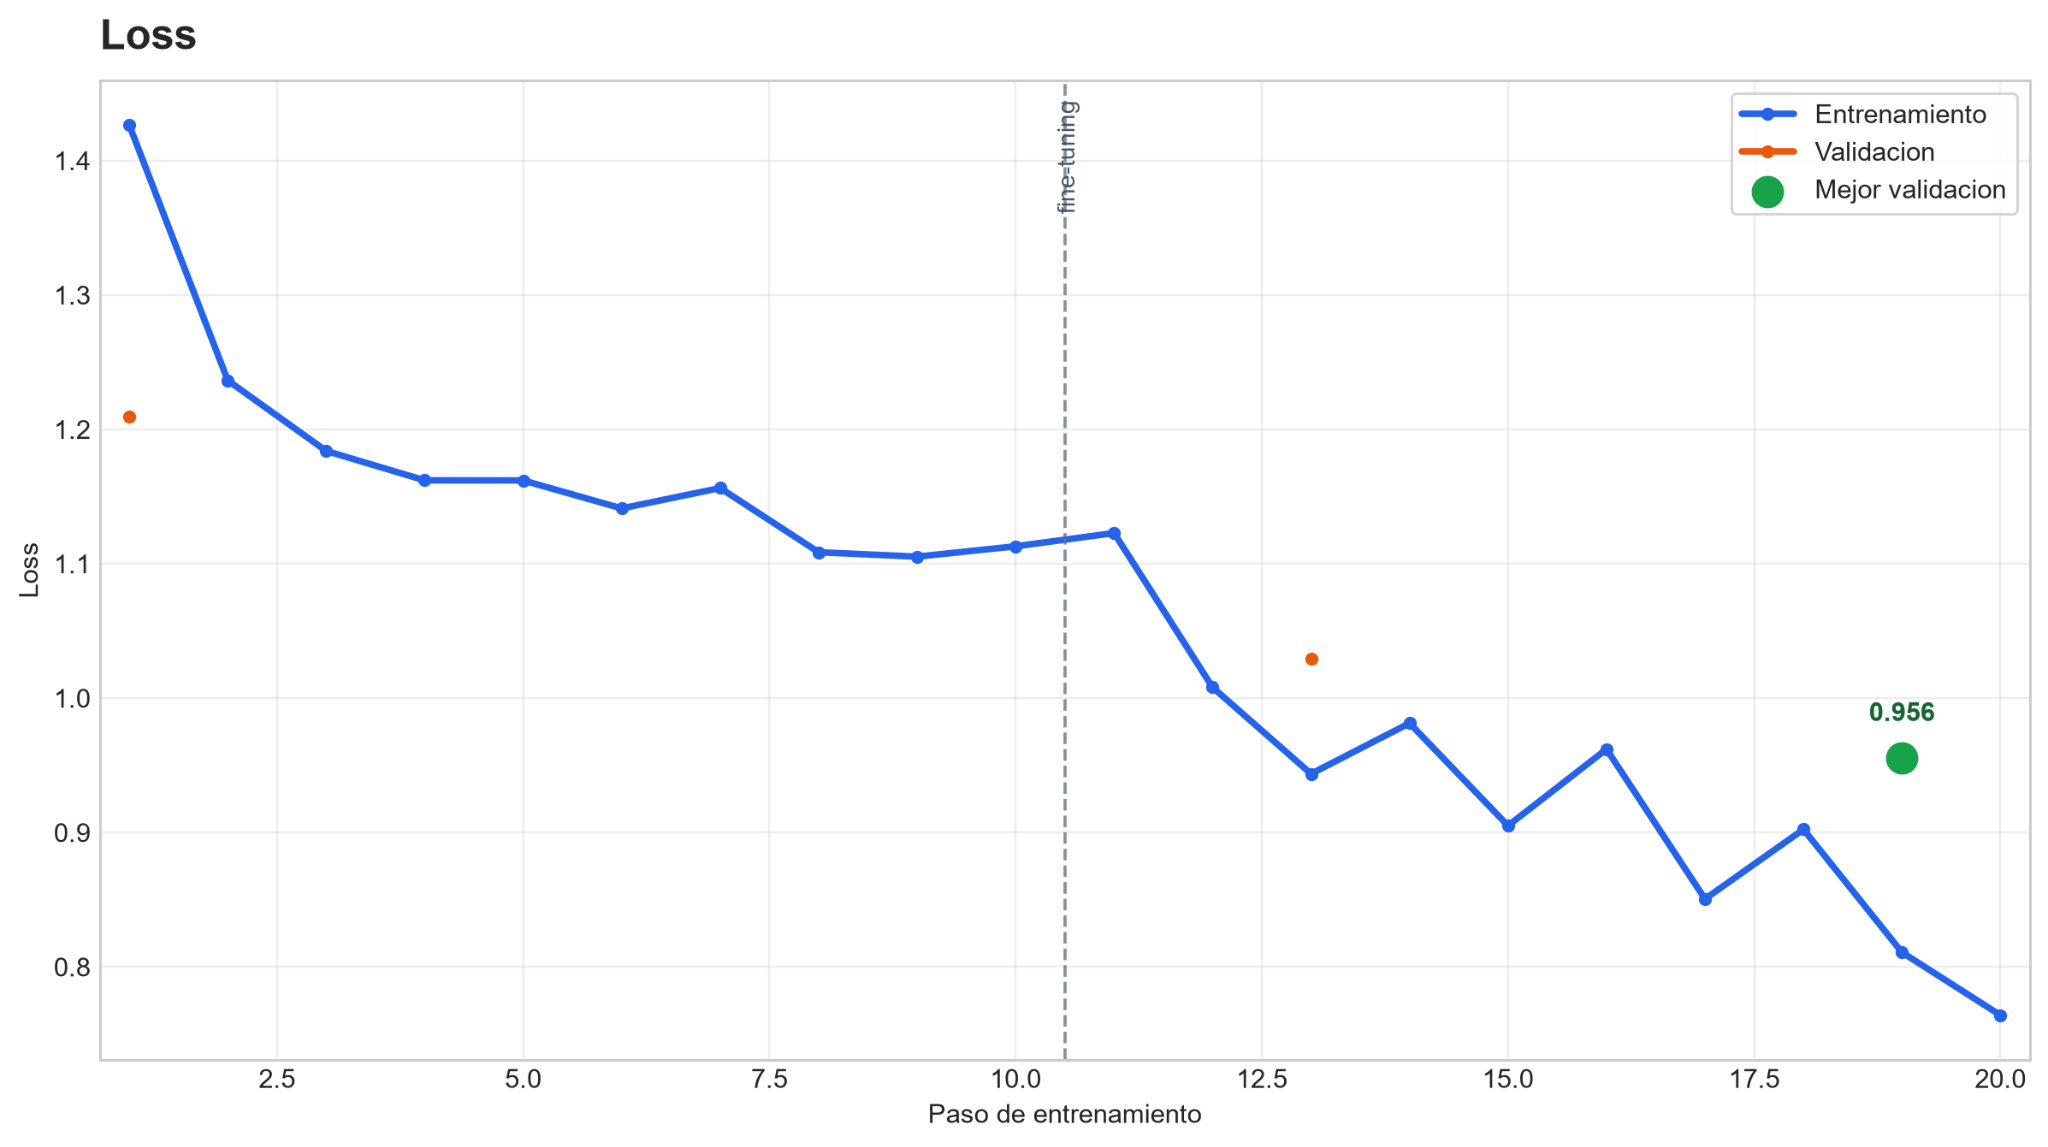 Loss
fine-tuning
Entrenamiento
Validacion
Mejor validacion
1.4
1.3
1.2
1.1
1.0
0.9
0.8
Loss
0.956
2.5 5.0 7.5 10.0 12.5 15.0 17.5 20.0
Paso de entrenamiento